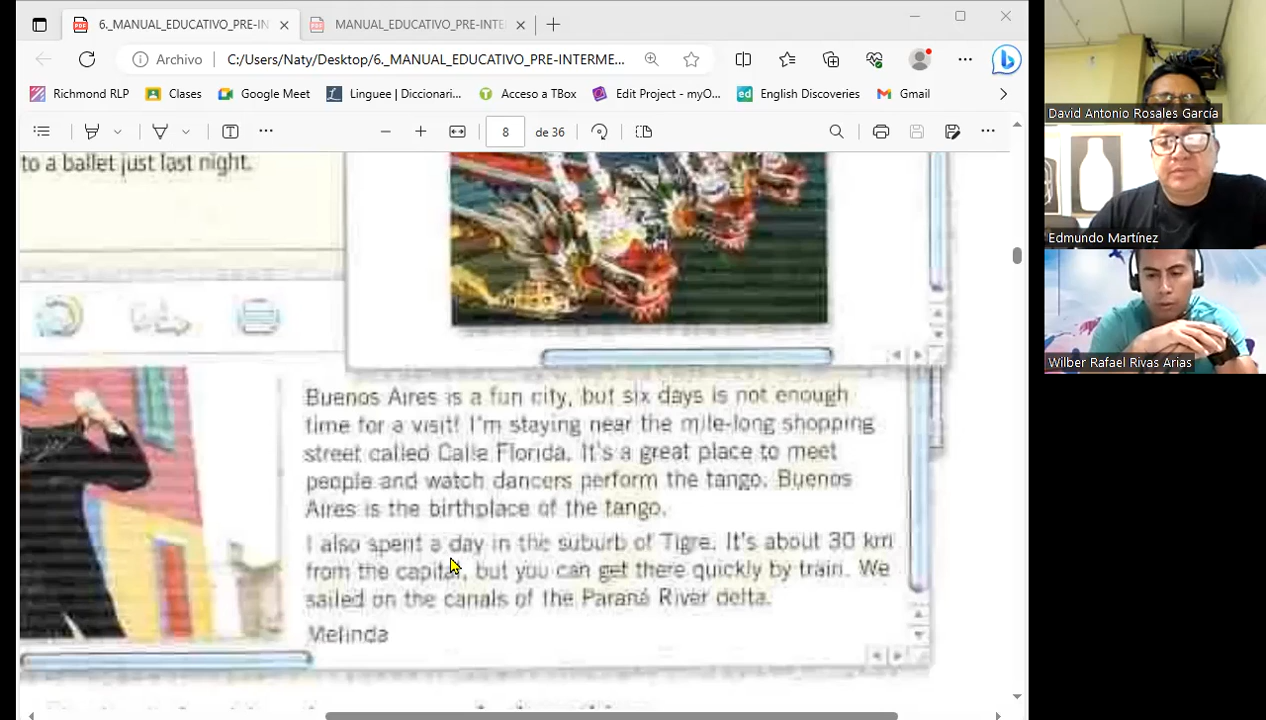 6._MANUAL_EDUCATIVO_PRE-IN
MANUAL_EDUCATIVO_PRE-INTE
Archivo
C:/Users/Naty/Desktop/6._MANUAL_EDUCATIVO_PRE-INTERME...
Richmond RLP
Clases
Google Meet
Linguee | Diccionari...
Acceso a TBox
Edit Project - myO...
English Discoveries
Gmail
8 de 36
to a ballet just last night.
Buenos Aires is a fun city, but six days is not enough
time for a visit! I'm staying near the mile-long shopping
street called Calle Florida. It's a great place to meet
people and watch dancers perform the tango. Buenos
Aires is the birthplace of the tango.
I also spent a day in the suburb of Tigre. It's about 30 km
from the capital, but you can get there quickly by train. We
sailed on the canals of the Paraná River delta.
Melinda
David Antonio Rosales García
Edmundo Martínez
Wilber Rafael Rivas Arias